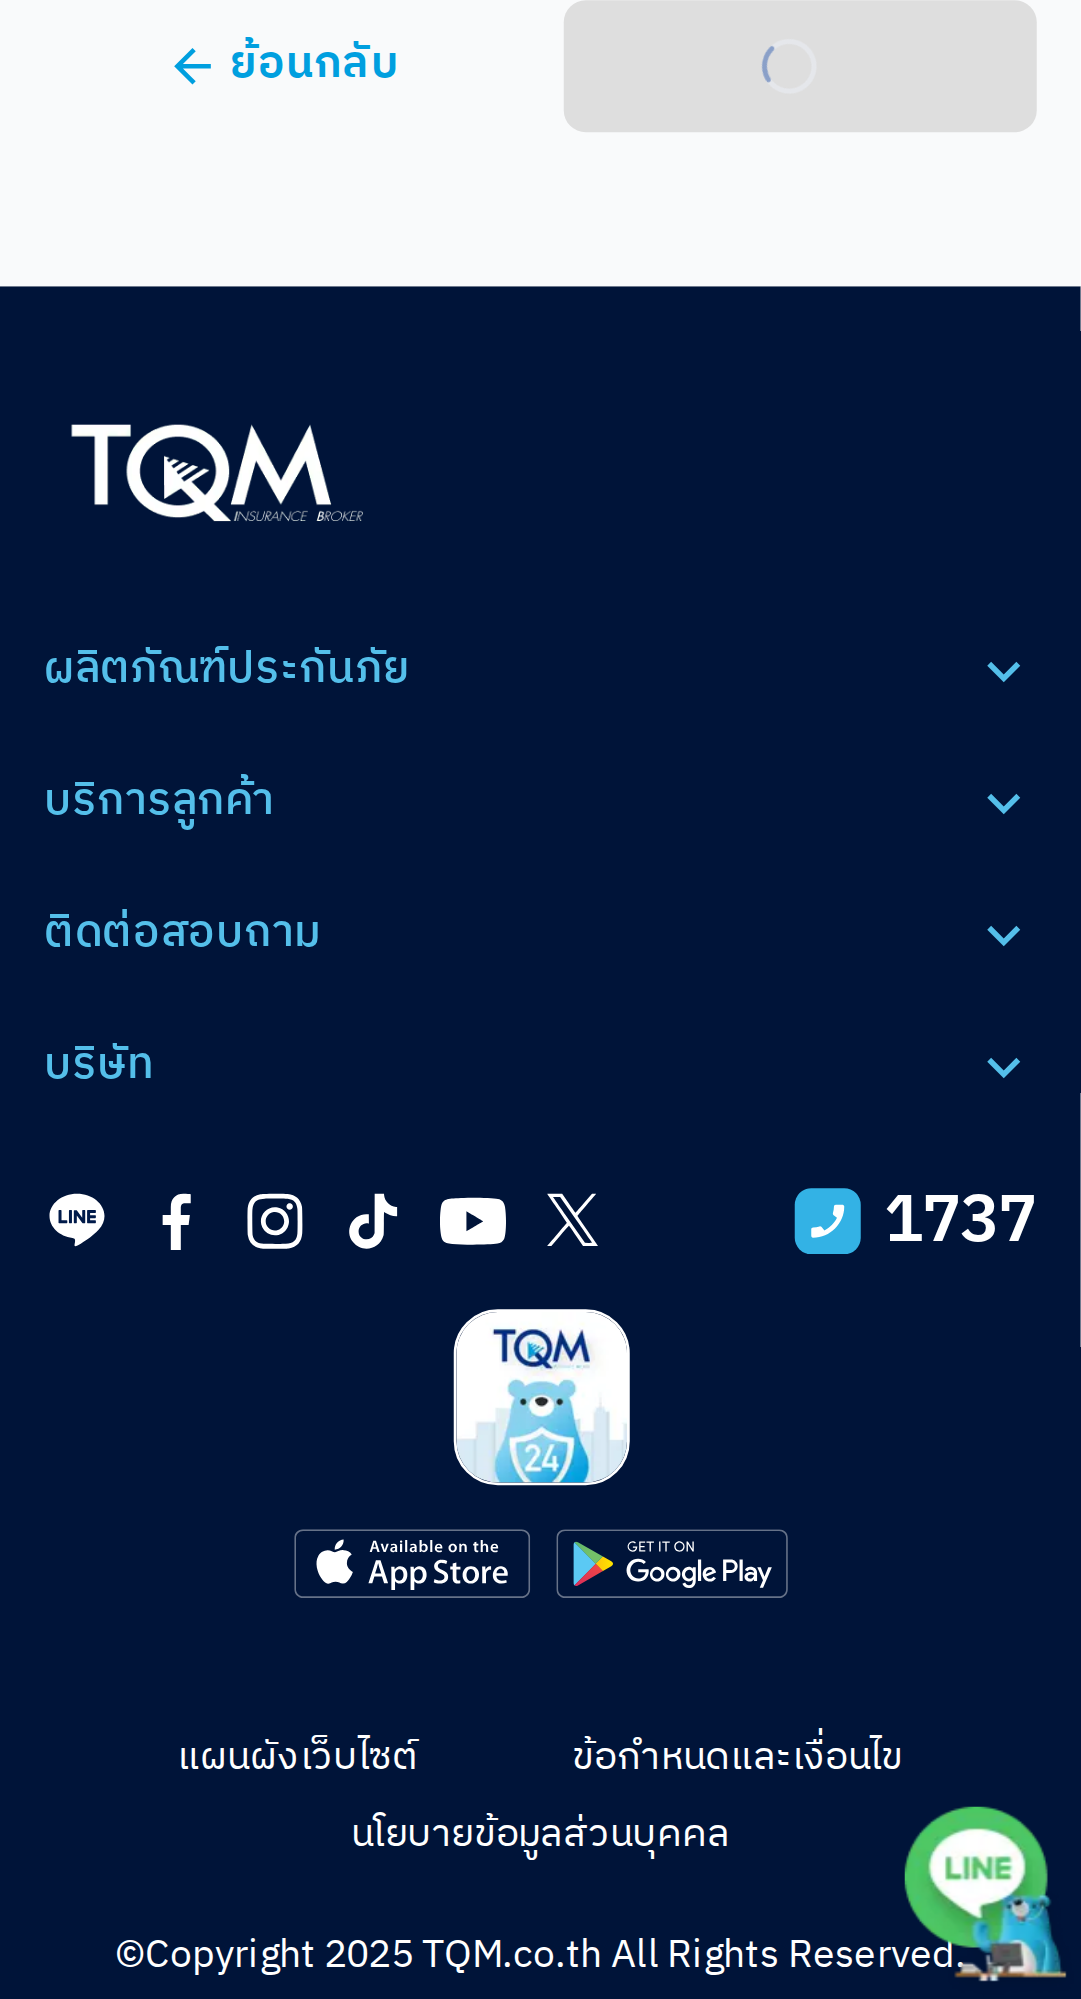 ย้อนกลับ
TQM
INSURANCE BROKER
ผลิตภัณฑ์ประกันภัย
บริการลูกค้า
ติดต่อสอบถาม
บริษัท
LINE
1737
TQM
24
Available on the
App Store
GET IT ON
Google Play
แผนผังเว็บไซต์
ข้อกำหนดและเงื่อนไข
นโยบายข้อมูลส่วนบุคคล
LINE
©Copyright 2025 TQM.co.th All Rights Reserved.